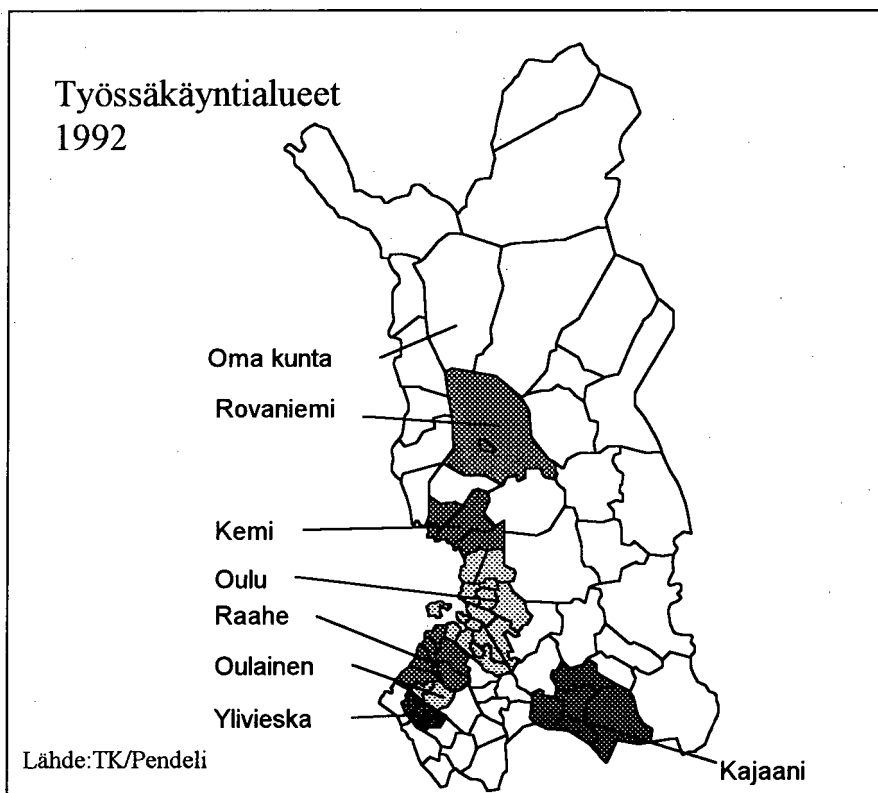 Työssäkäyntialueet
1992
Oma kunta
Rovaniemi
Kemi
Oulu
Raahe
Oulainen
Ylivieska
Lähde:TK/Pendeli
Kajaani